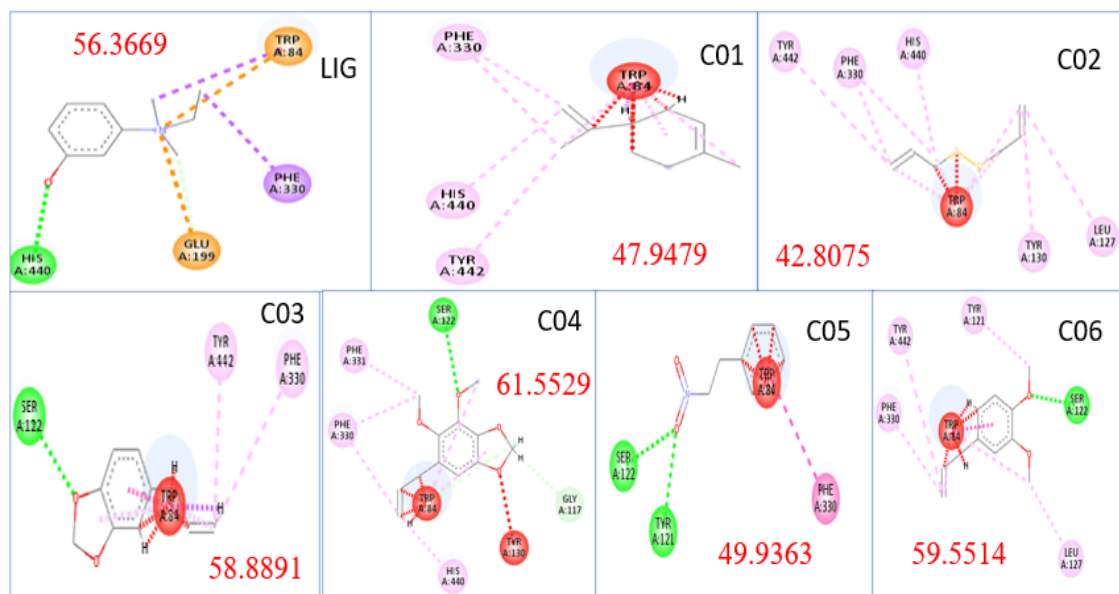 56.3669
TRP
A:84
LIG
N
PHE
A:330
GLU
A:199
HIS
A:440
C01
PHE
A:330
TRP
A:84
H
H
HIS
A:440
TYR
A:442
47.9479
C02
TYR
A:442
PHE
A:330
HIS
A:440
TRP
A:84
TYR
A:130
LEU
A:127
42.8075
C03
TYR
A:442
PHE
A:330
SER
A:122
H
TRP
A:84
H
H
58.8891
C04
SER
A:122
PHE
A:331
61.5529
PHE
A:330
TRP
A:84
H
H
H
GLY
A:117
TYR
A:130
HIS
A:440
C05
TRP
A:84
SER
A:122
TYR
A:121
PHE
A:330
49.9363
C06
TYR
A:121
TYR
A:442
PHE
A:330
TRP
A:84
H
H
SER
A:122
LEU
A:127
59.5514